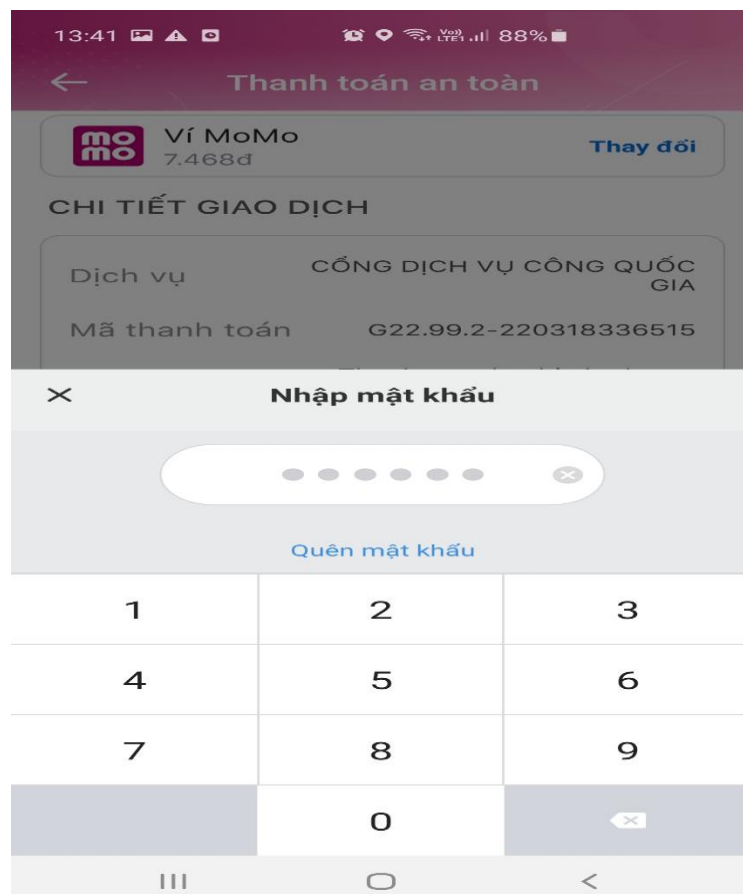 13:41 88%
Thanh toán an toàn
mo
mo
Ví MoMo
7.468đ
Thay đổi
CHI TIẾT GIAO DỊCH
Dịch vụ
CỔNG DỊCH VỤ CÔNG QUỐC
GIA
Mã thanh toán G22.99.2-220318336515
Nhập mật khẩu
Quên mật khẩu
1 2 3
4 5 6
7 8 9
0